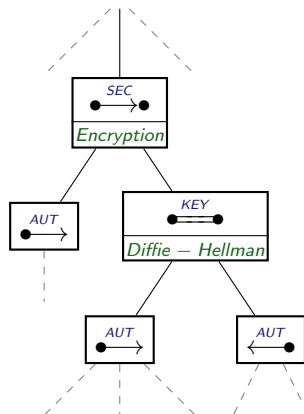 SEC
Encryption
AUT
KEY
Diffie − Hellman
AUT
AUT